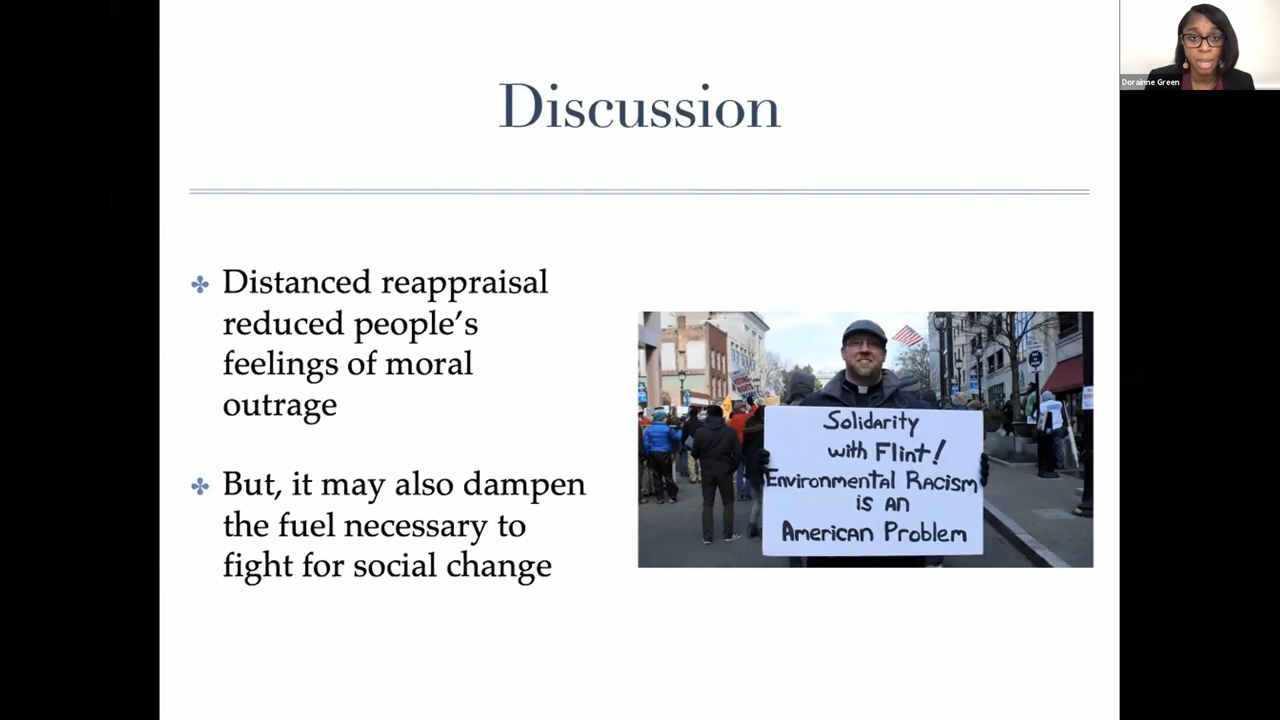 Discussion
Dorainne Green
Distanced reappraisal
reduced people's
feelings of moral
outrage
But, it may also dampen
the fuel necessary to
fight for social change
Solidarity
with Flint!
Environmental Racism
is an
American Problem